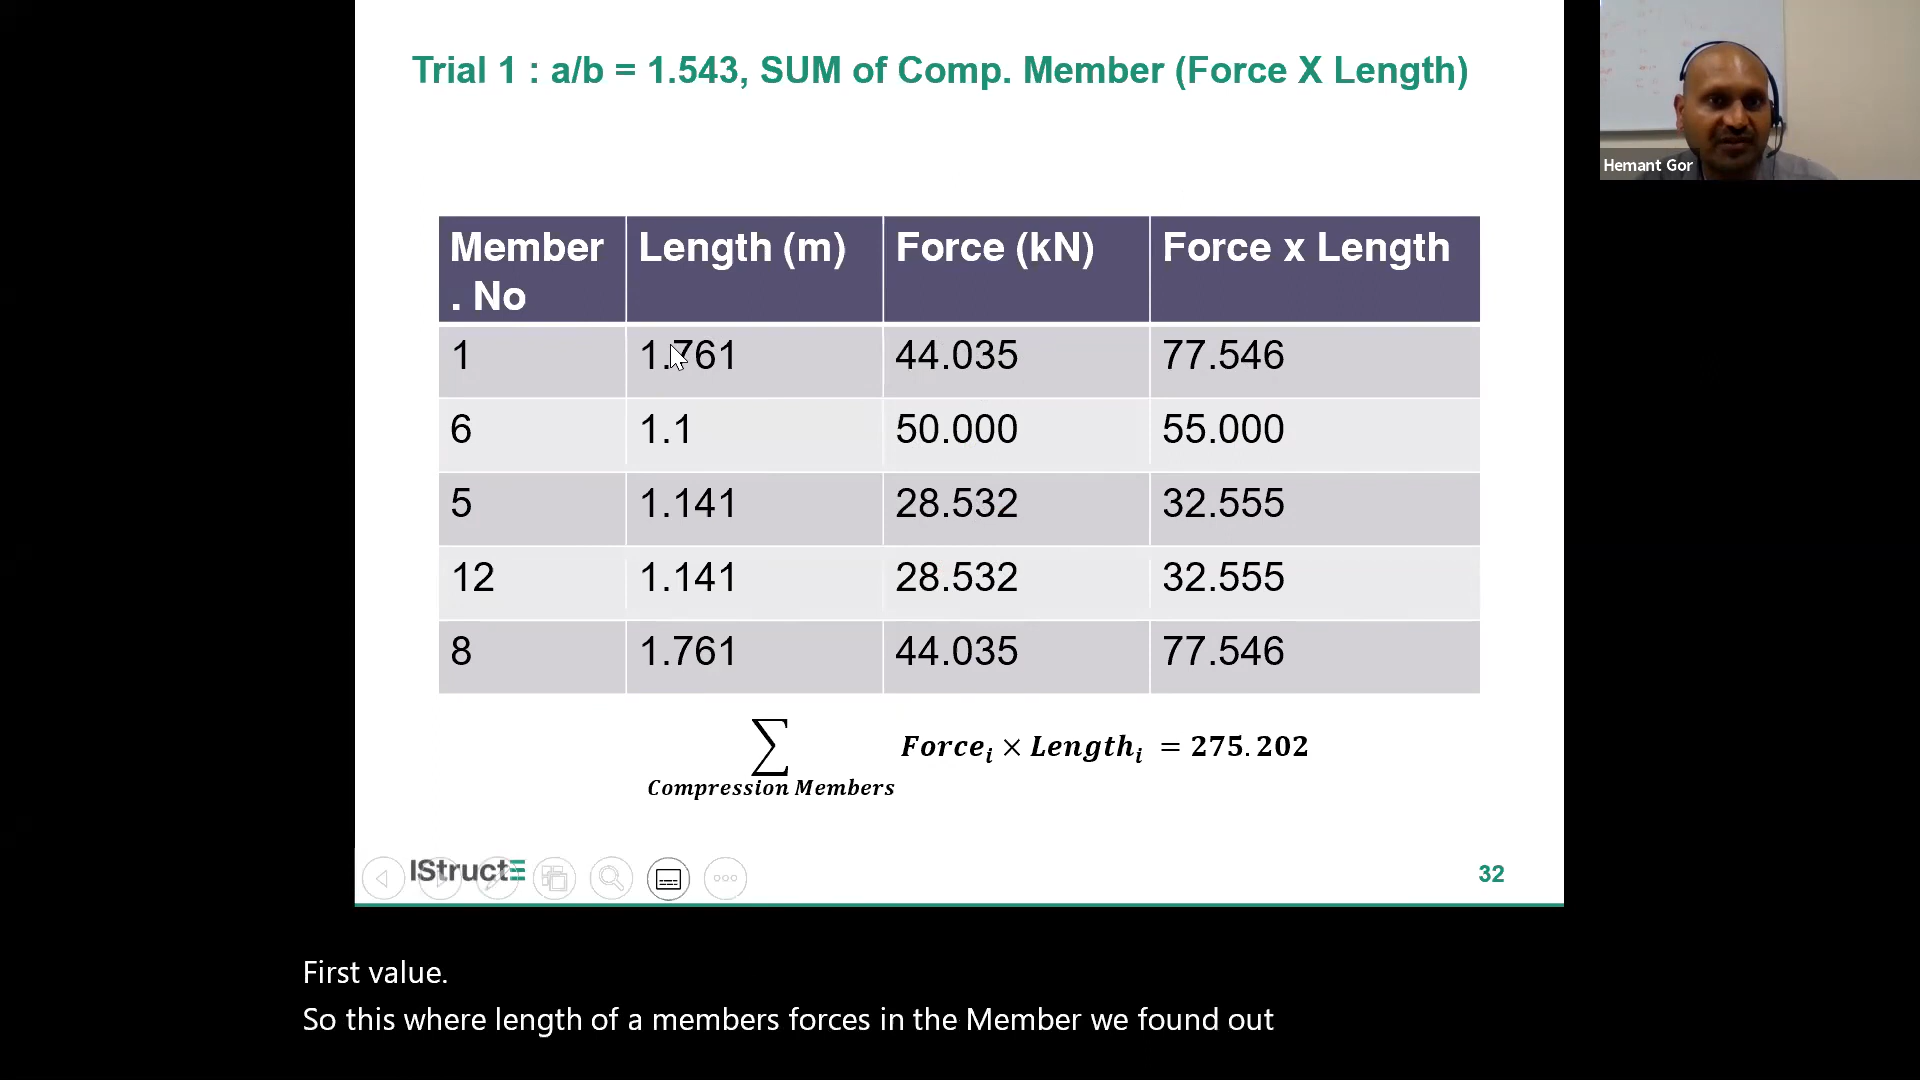 Trial 1 : a/b = 1.543, SUM of Comp. Member (Force X Length)
Hemant Gor
Member . No Length (m) Force (kN) Force x Length
1 1.761 44.035 77.546
6 1.1 50.000 55.000
5 1.141 28.532 32.555
12 1.141 28.532 32.555
8 1.761 44.035 77.546
∑ Force_i × Length_i = 275.202
Compression Members
IStructE
32
First value.
So this where length of a members forces in the Member we found out